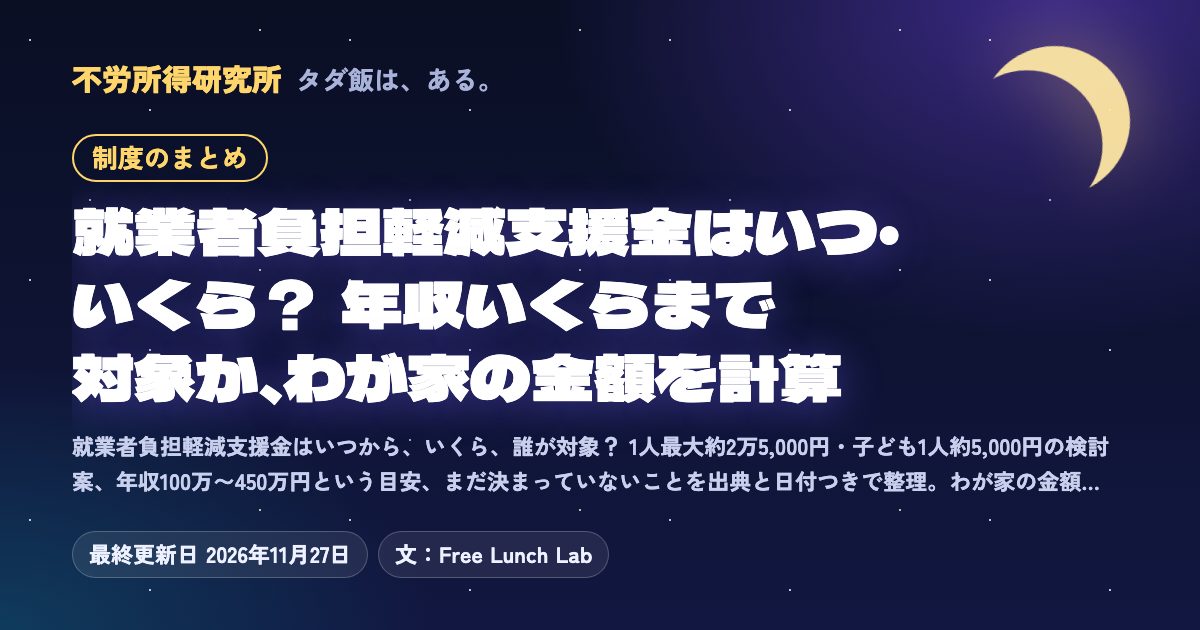 不労所得研究所 タダ飯は、ある。
制度のまとめ
就業者負担軽減支援金はいつ・
いくら？ 年収いくらまで
対象か、わが家の金額を計算
就業者負担軽減支援金はいつから、いくら、誰が対象？ 1人最大約2万5,000円・子ども1人約5,000円の検討
案、年収100万〜450万円という目安、まだ決まっていないことを出典と日付つきで整理。わが家の金額…
最終更新日 2026年11月27日 文：Free Lunch Lab